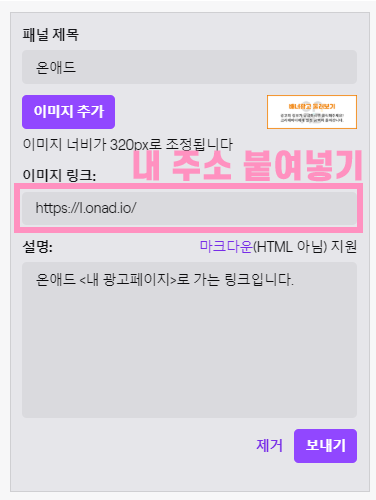 패널 제목
온애드
이미지 추가
배너광고 둘러보기
이미지 너비가 320px로 조정됩니다
내 주소 붙여넣기
이미지 링크:
https://l.onad.io/
설명:
마크다운(HTML 아님) 지원
온애드 <내 광고페이지>로 가는 링크입니다.
제거
보내기